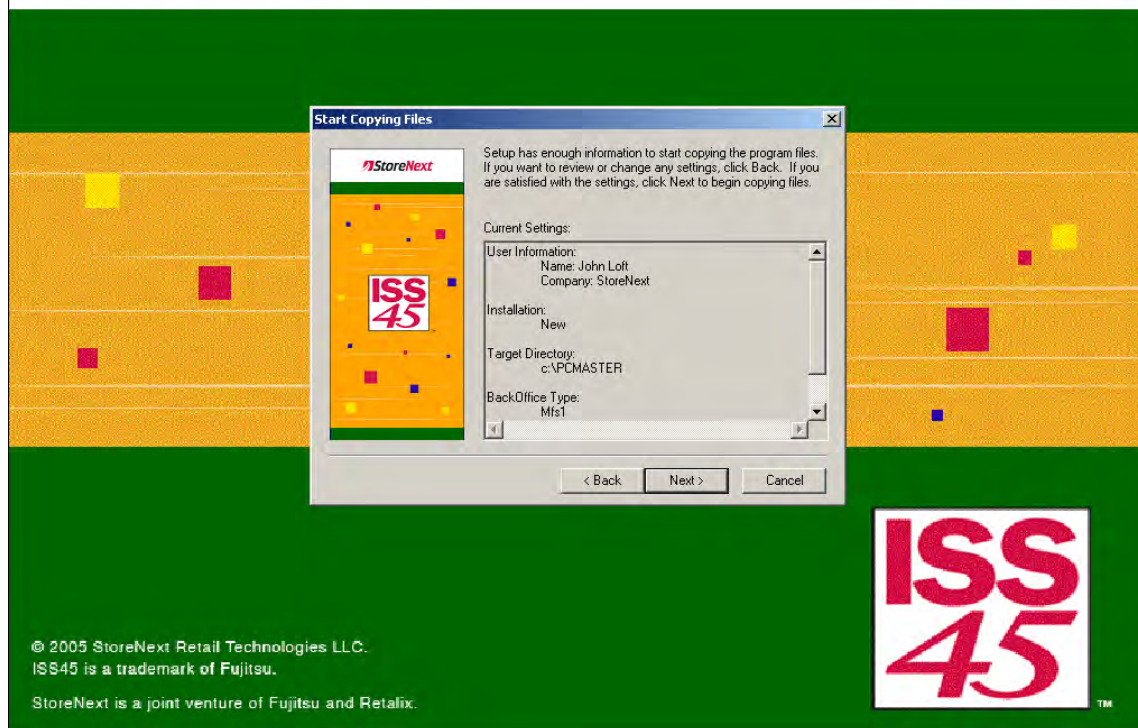 Start Copying Files
StoreNext
ISS
45
Setup has enough information to start copying the program files.
If you want to review or change any settings, click Back.  If you
are satisfied with the settings, click Next to begin copying files.
Current Settings:
User Information:
Name: John Loft
Company: StoreNext
Installation:
New
Target Directory:
c:\PCMASTER
BackOffice Type:
Mfs1
< Back
Next >
Cancel
ISS
45
TM
© 2005 StoreNext Retail Technologies LLC.
ISS45 is a trademark of Fujitsu.
StoreNext is a joint venture of Fujitsu and Retalix.